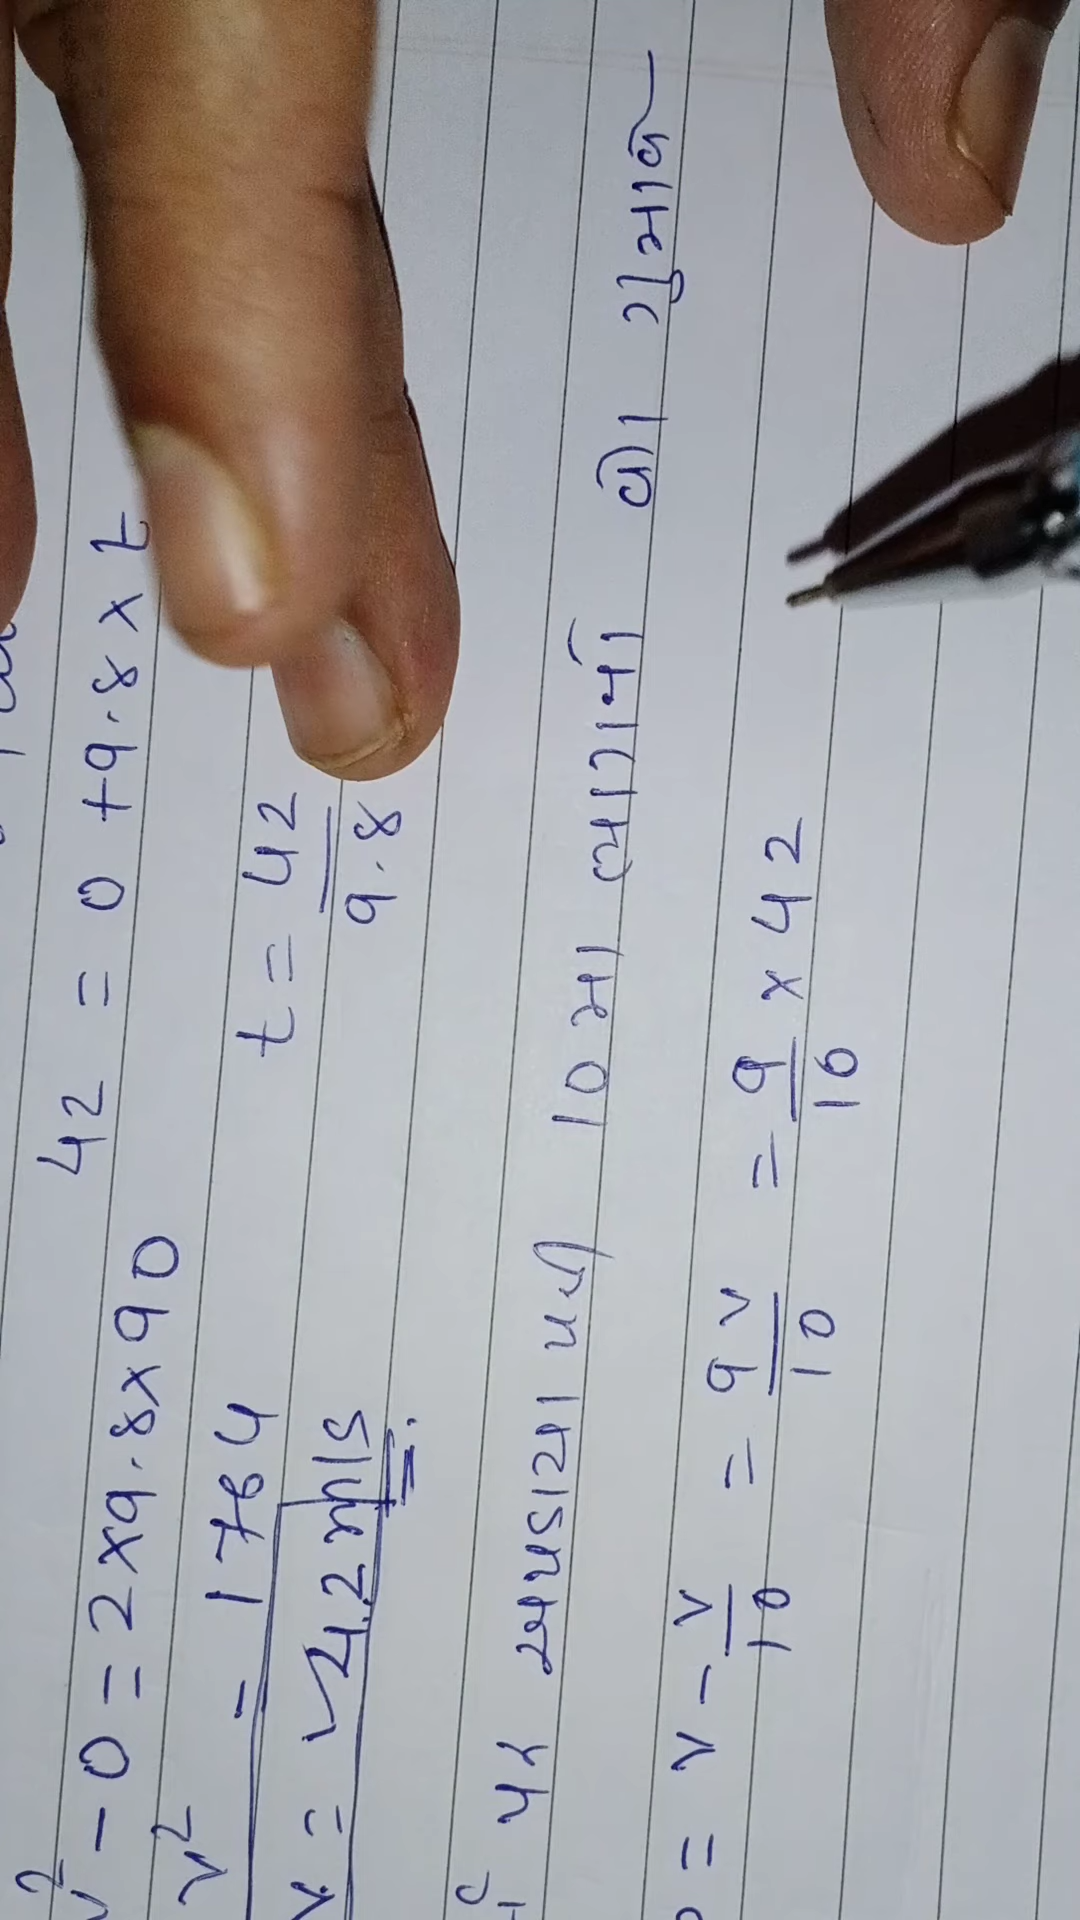 v² - 0 = 2 x 9.8 x 90
42 = 0 + 9.8 x t
v² = 1764
t = 42/9.8
v = 42 m/s
પર અથડાયા પછી 10 મા ભાગનો વેગ ગુમાવે
= v - v/10 = 9v/10 = 9/10 x 42